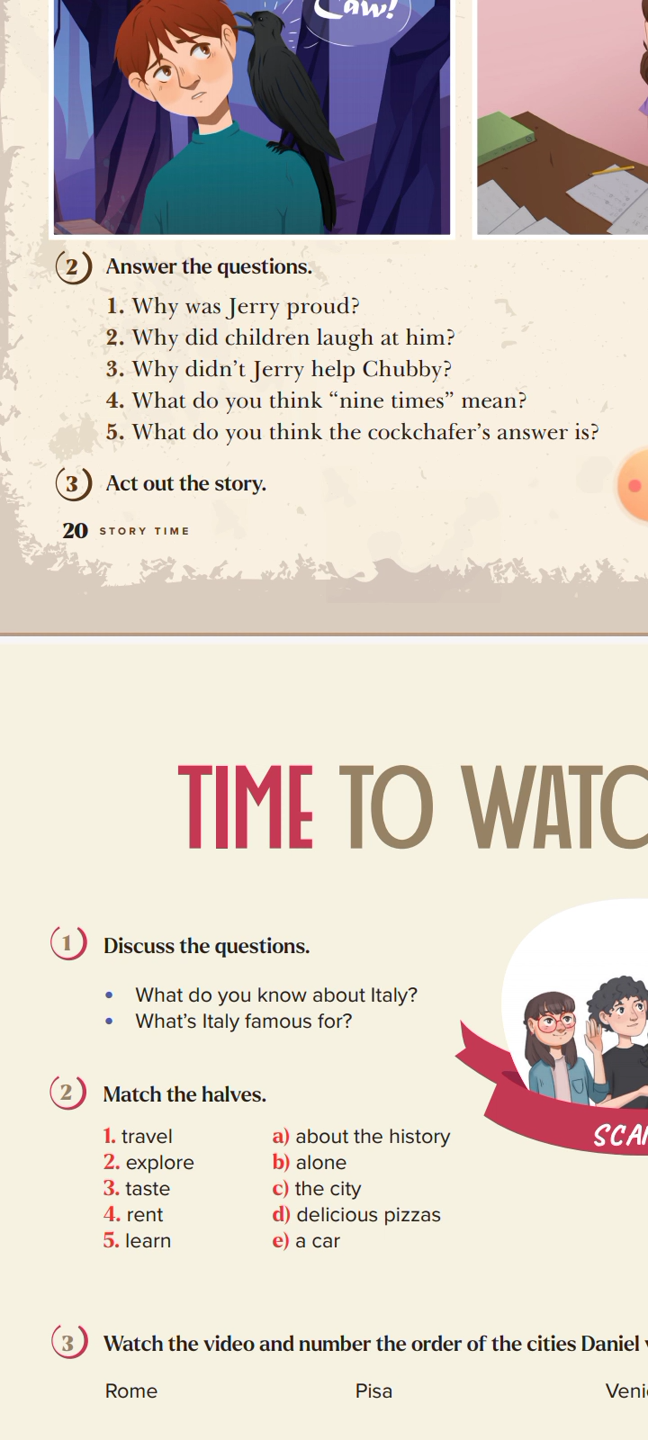 Caw!
2 Answer the questions.
1. Why was Jerry proud?
2. Why did children laugh at him?
3. Why didn't Jerry help Chubby?
4. What do you think “nine times” mean?
5. What do you think the cockchafer's answer is?
3 Act out the story.
20 STORY TIME
TIME TO WATC
1 Discuss the questions.
• What do you know about Italy?
• What's Italy famous for?
2 Match the halves.
1. travel a) about the history
2. explore b) alone
3. taste c) the city
4. rent d) delicious pizzas
5. learn e) a car
SCA
3 Watch the video and number the order of the cities Daniel v
Rome Pisa Veni